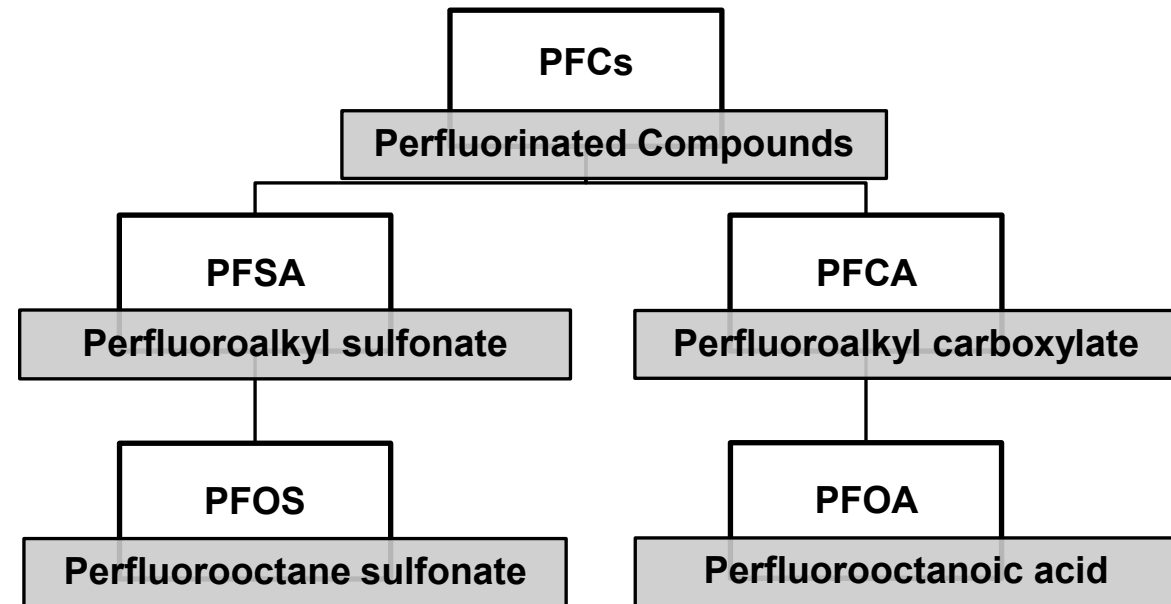 PFCs
Perfluorinated Compounds
PFSA
Perfluoroalkyl sulfonate
PFCA
Perfluoroalkyl carboxylate
PFOS
Perfluorooctane sulfonate
PFOA
Perfluorooctanoic acid